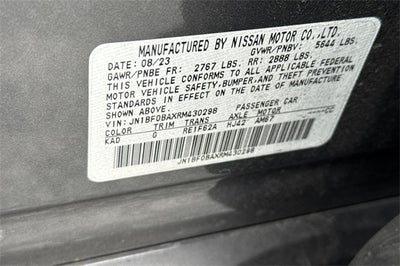 MANUFACTURED BY NISSAN MOTOR CO.,LTD.
DATE: 08/23 GVWR/PNBV: 5644 LBS.
GAWR/PNBE FR: 2767 LBS. RR: 2888 LBS.
THIS VEHICLE CONFORMS TO ALL APPLICABLE FEDERAL
MOTOR VEHICLE SAFETY, BUMPER, AND THEFT PREVENTION
STANDARDS IN EFFECT ON THE DATE OF MANUFACTURE
SHOWN ABOVE.
VIN: JN1BF0BAXRM430298 PASSENGER CAR
COLOR TRIM TRANS AXLE MOTOR
KAD G RE1F62A HJ42 AM67
JN1BF0BAXRM430298